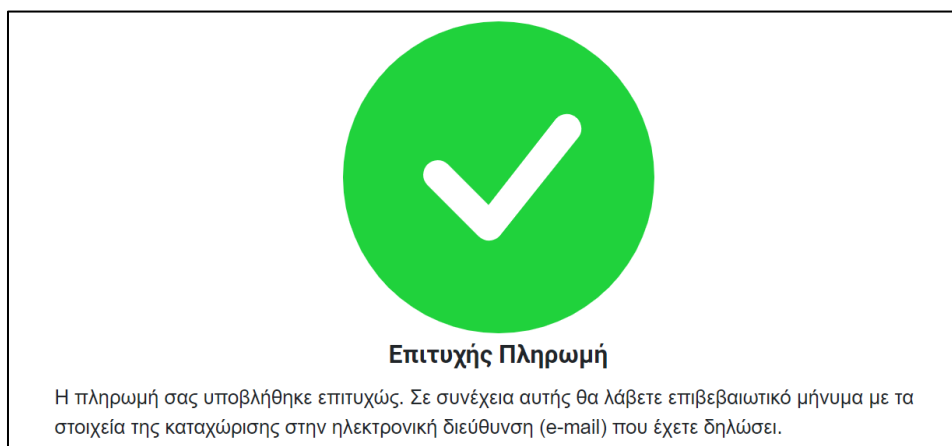 Επιτυχής Πληρωμή
Η πληρωμή σας υποβλήθηκε επιτυχώς. Σε συνέχεια αυτής θα λάβετε επιβεβαιωτικό μήνυμα με τα
στοιχεία της καταχώρισης στην ηλεκτρονική διεύθυνση (e-mail) που έχετε δηλώσει.